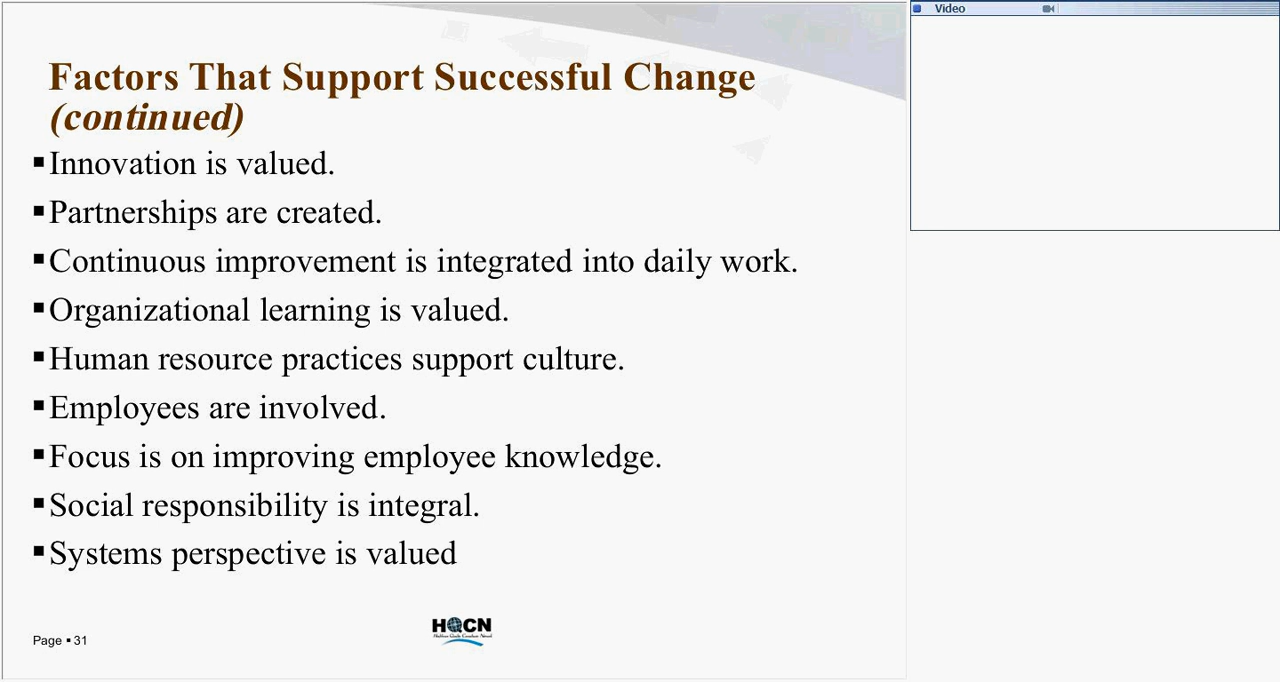 Video
Factors That Support Successful Change
(continued)
▪Innovation is valued.
▪Partnerships are created.
▪Continuous improvement is integrated into daily work.
▪Organizational learning is valued.
▪Human resource practices support culture.
▪Employees are involved.
▪Focus is on improving employee knowledge.
▪Social responsibility is integral.
▪Systems perspective is valued
HQCN
Page ▪ 31